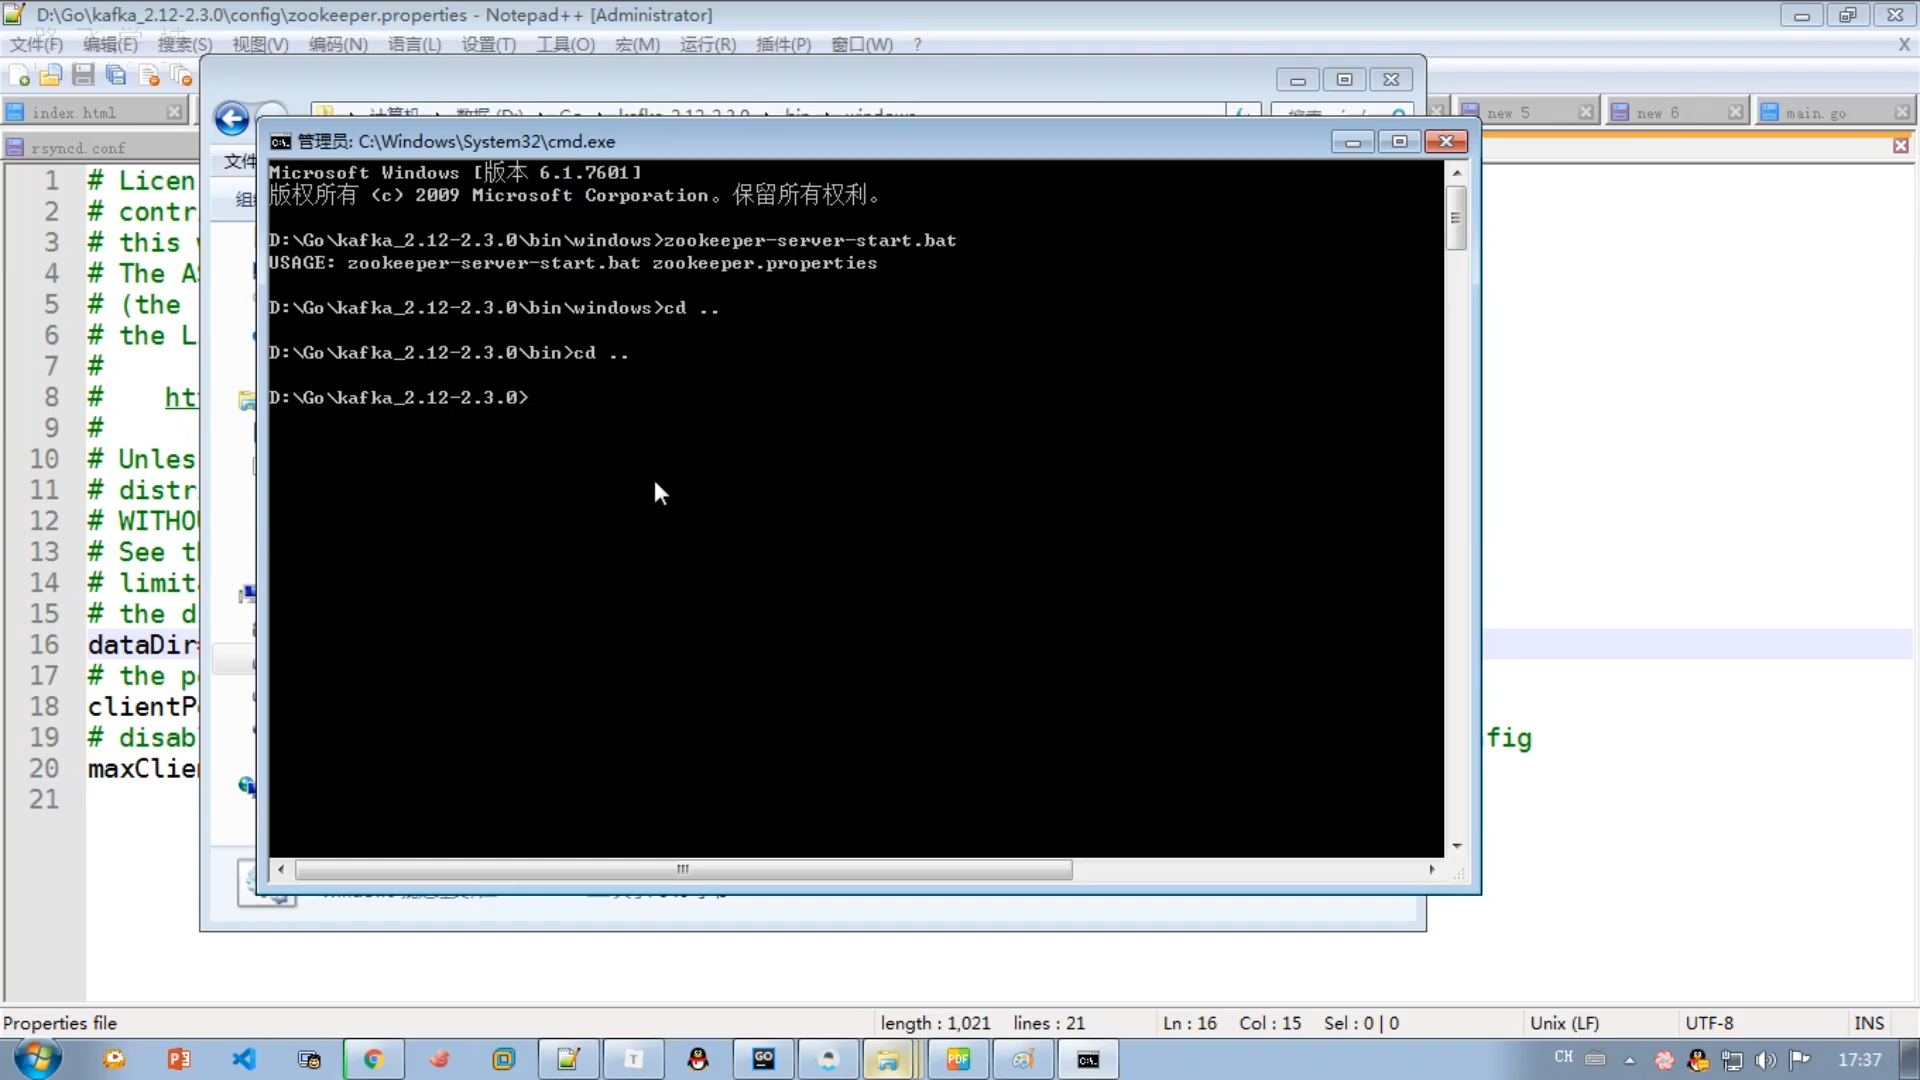 D:\Go\kafka_2.12-2.3.0\config\zookeeper.properties - Notepad++ [Administrator]
文件(F) 编辑(E) 搜索(S) 视图(V) 编码(N) 语言(L) 设置(T) 工具(O) 宏(M) 运行(R) 插件(P) 窗口(W) ? X
index.html new 5 new 6 main.go
rsyncd.conf
管理员: C:\Windows\System32\cmd.exe
文件
Microsoft Windows [版本 6.1.7601]
版权所有 (c) 2009 Microsoft Corporation。保留所有权利。
D:\Go\kafka_2.12-2.3.0\bin\windows>zookeeper-server-start.bat
USAGE: zookeeper-server-start.bat zookeeper.properties
D:\Go\kafka_2.12-2.3.0\bin\windows>cd ..
D:\Go\kafka_2.12-2.3.0\bin>cd ..
D:\Go\kafka_2.12-2.3.0>
1 # Licen
2 # contr
3 # this
4 # The A
5 # (the
6 # the L
7 #
8 # ht
9 #
10 # Unles
11 # distr
12 # WITHO
13 # See t
14 # limit
15 # the d
16 dataDir=
17 # the p
18 clientP
19 # disab fig
20 maxClie
21
Properties file length : 1,021 lines : 21 Ln : 16 Col : 15 Sel : 0 | 0 Unix (LF) UTF-8 INS
CH 17:37